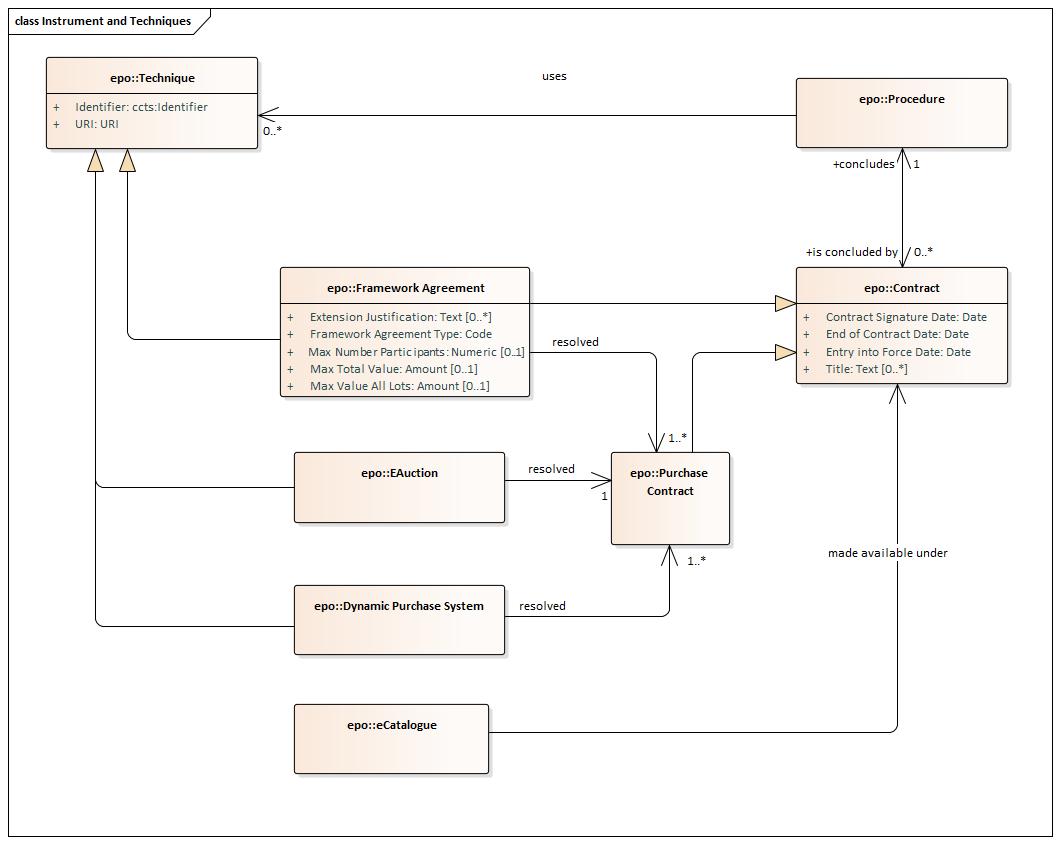 class Instrument and Techniques
epo::Technique
+ Identifier: ccts:Identifier
+ URI: URI
uses
0..*
epo::Procedure
+concludes
1
+is concluded by
0..*
epo::Framework Agreement
+ Extension Justification: Text [0..*]
+ Framework Agreement Type: Code
+ Max Number Participants: Numeric [0..1]
+ Max Total Value: Amount [0..1]
+ Max Value All Lots: Amount [0..1]
epo::Contract
+ Contract Signature Date: Date
+ End of Contract Date: Date
+ Entry into Force Date: Date
+ Title: Text [0..*]
resolved
1..*
epo::EAuction
resolved
1
epo::Purchase
Contract
1..*
made available under
epo::Dynamic Purchase System
resolved
epo::eCatalogue